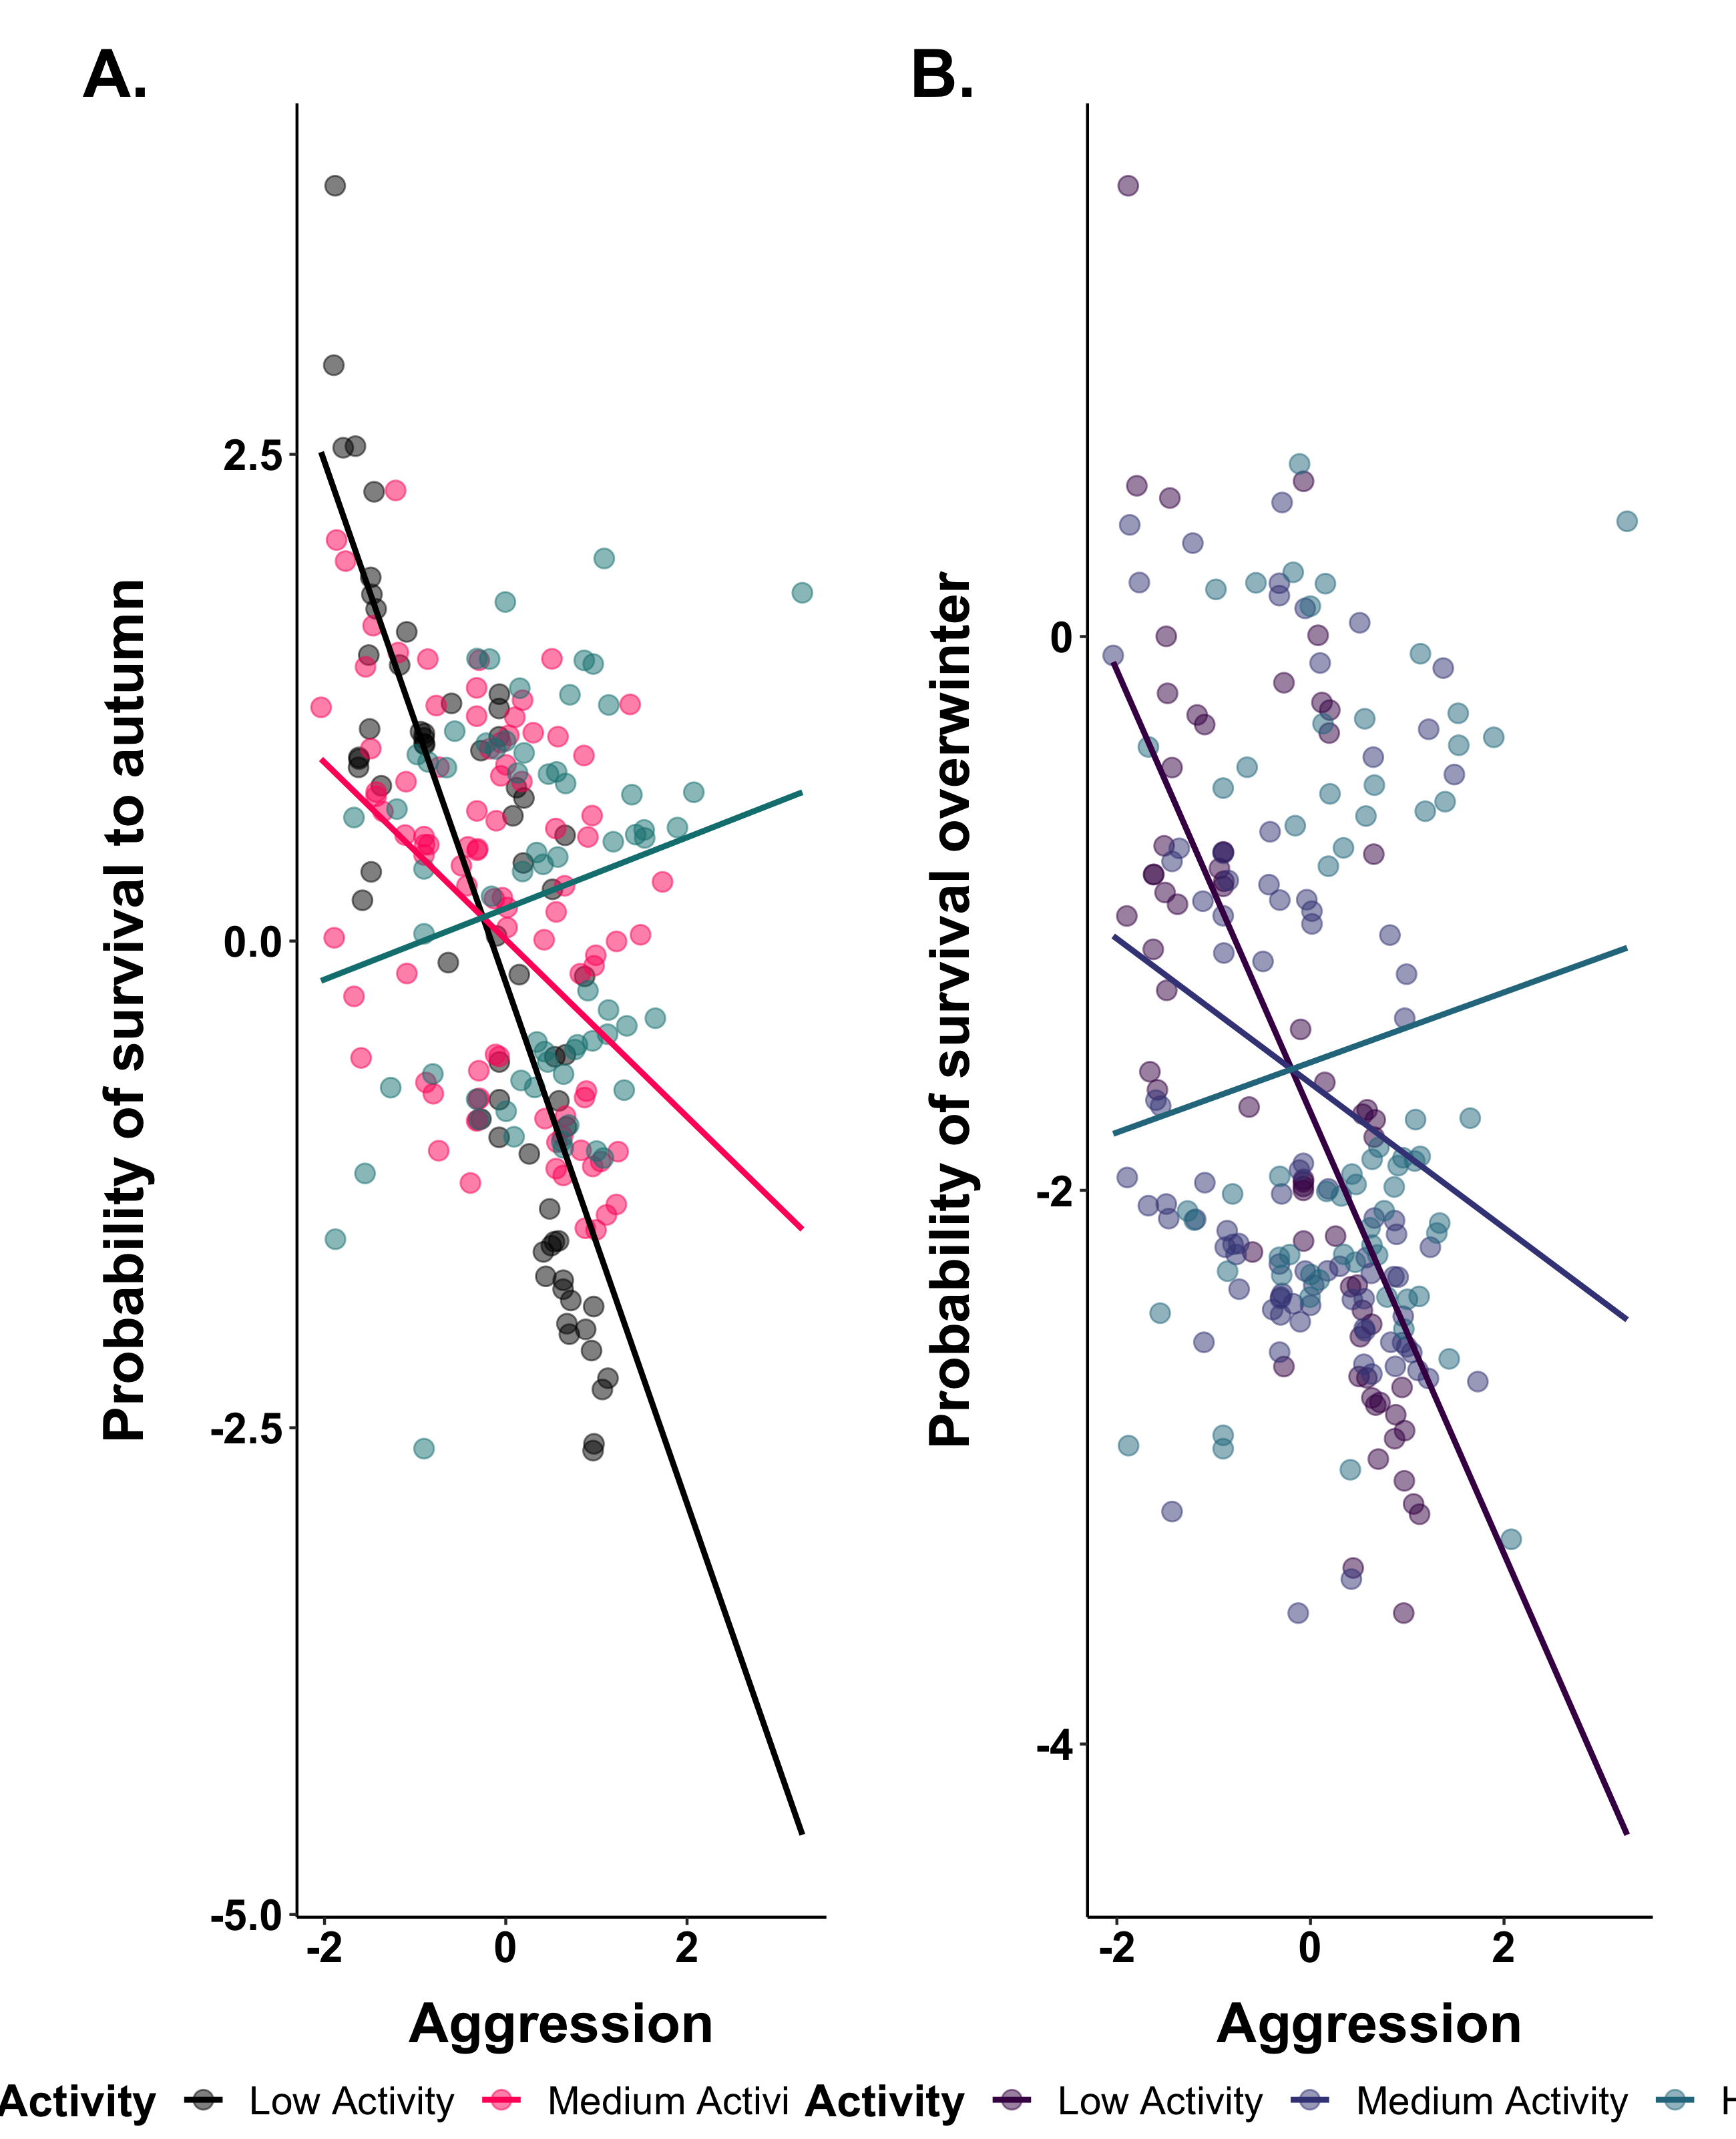 A.
B.
Probability of survival to autumn
2.5
0.0
-2.5
-5.0
-2 0 2
Aggression
Probability of survival overwinter
0
-2
-4
-2 0 2
Aggression
Activity Low Activity Medium Activi
Activity Low Activity Medium Activity H